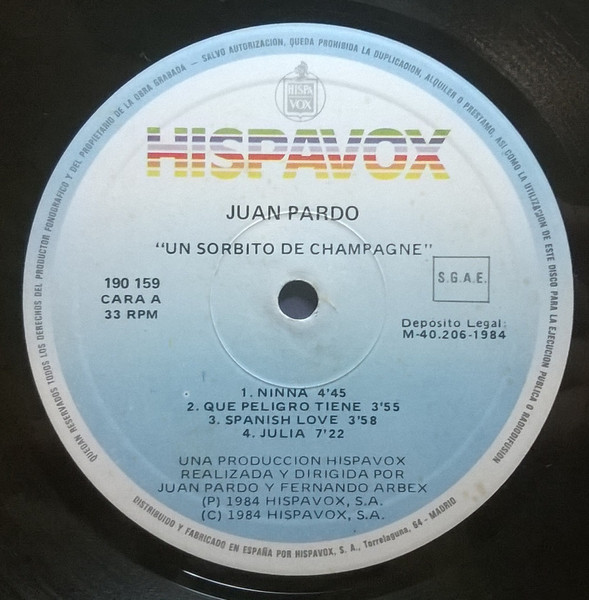 QUEDAN RESERVADOS TODOS LOS DERECHOS DEL PRODUCTOR FONOGRAFICO Y DEL PROPIETARIO DE LA OBRA GRABADA - SALVO AUTORIZACION, QUEDA PROHIBIDA LA DUPLICACION, ALQUILER O PRESTAMO, ASI COMO LA UTILIZACION DE ESTE DISCO PARA LA EJECUCION PUBLICA O RADIODIFUSION
HISPA
VOX
HISPAVOX
JUAN PARDO
"UN SORBITO DE CHAMPAGNE"
190 159
CARA A
33 RPM
S.G.A.E.
Depósito Legal:
M-40.206-1984
1. NINNA 4'45
2. QUE PELIGRO TIENE 3'55
3. SPANISH LOVE 3'58
4. JULIA 7'22
UNA PRODUCCION HISPAVOX
REALIZADA Y DIRIGIDA POR
JUAN PARDO Y FERNANDO ARBEX
(P) 1984 HISPAVOX, S.A.
(C) 1984 HISPAVOX, S.A.
DISTRIBUIDO Y FABRICADO EN ESPAÑA POR HISPAVOX, S. A., Torrelaguna, 64 - MADRID